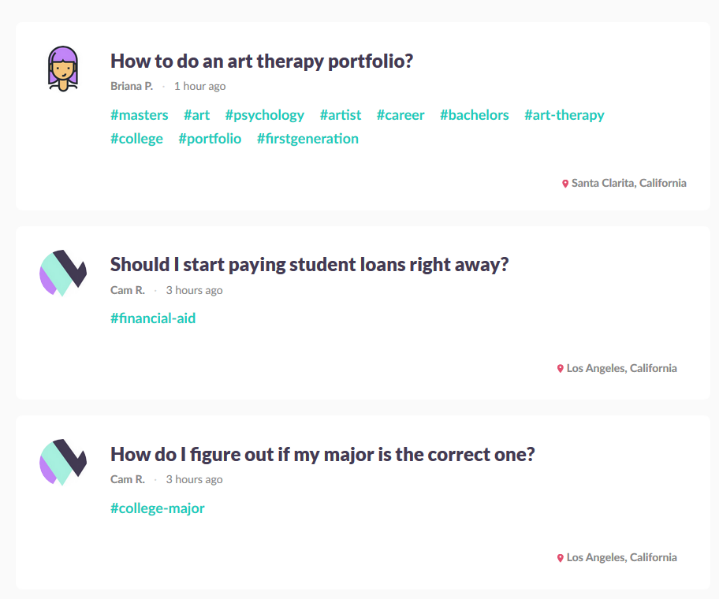 How to do an art therapy portfolio?
Briana P. · 1 hour ago
#masters #art #psychology #artist #career #bachelors #art-therapy
#college #portfolio #firstgeneration
Santa Clarita, California
Should I start paying student loans right away?
Cam R. · 3 hours ago
#financial-aid
Los Angeles, California
How do I figure out if my major is the correct one?
Cam R. · 3 hours ago
#college-major
Los Angeles, California